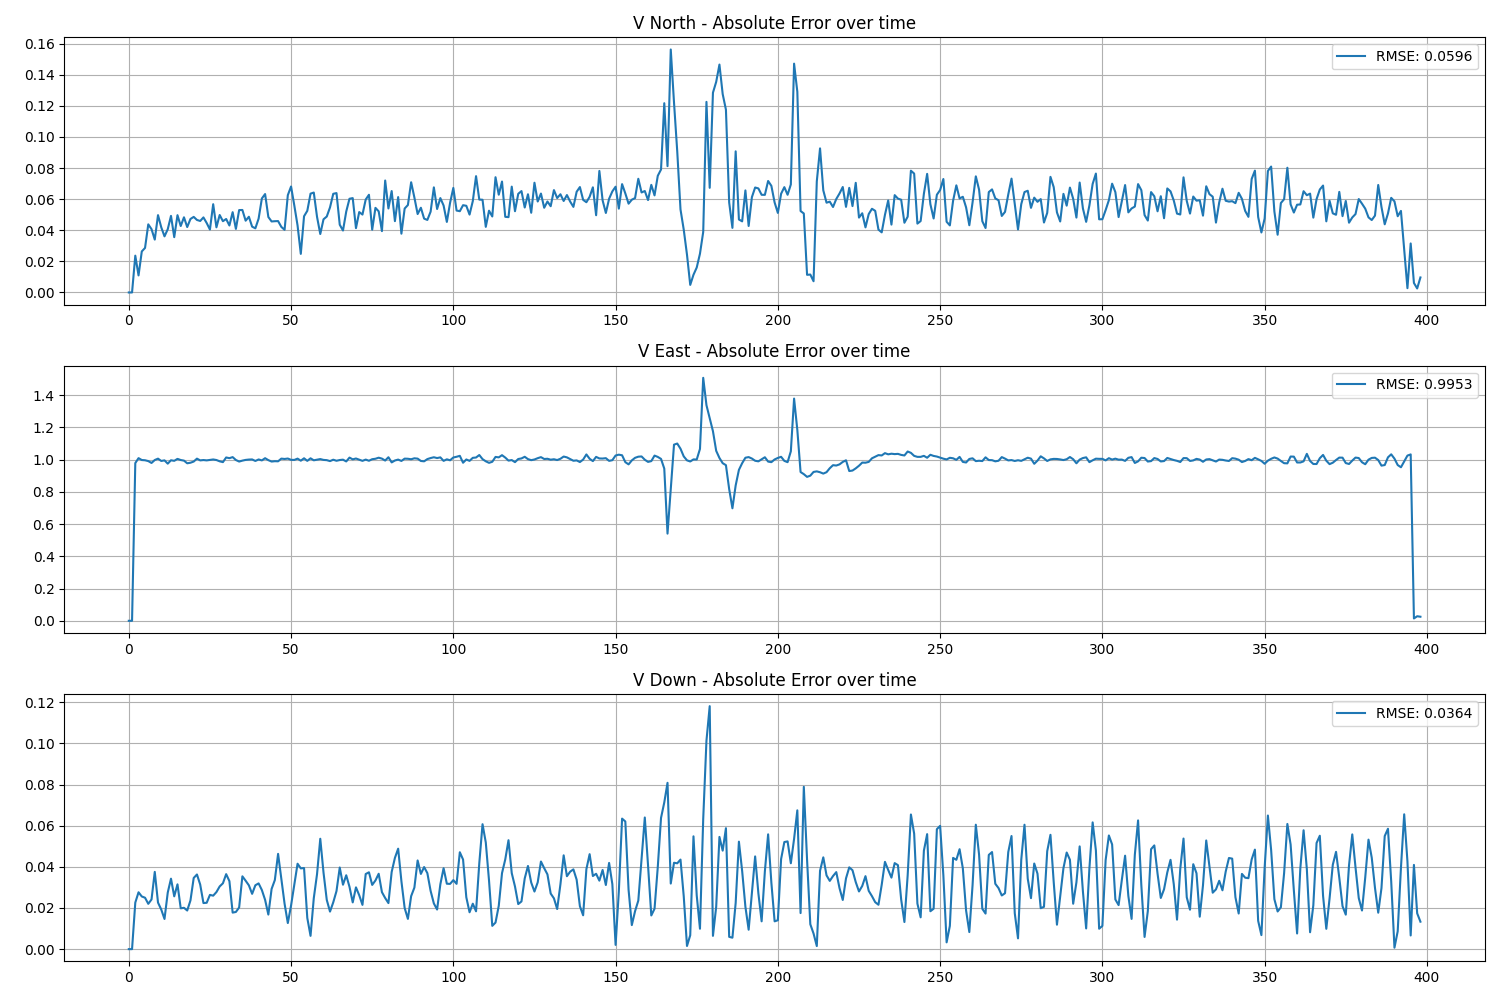 V North - Absolute Error over time
RMSE: 0.0596
0.16
0.14
0.12
0.10
0.08
0.06
0.04
0.02
0.00
0 50 100 150 200 250 300 350 400
V East - Absolute Error over time
RMSE: 0.9953
1.4
1.2
1.0
0.8
0.6
0.4
0.2
0.0
0 50 100 150 200 250 300 350 400
V Down - Absolute Error over time
RMSE: 0.0364
0.12
0.10
0.08
0.06
0.04
0.02
0.00
0 50 100 150 200 250 300 350 400